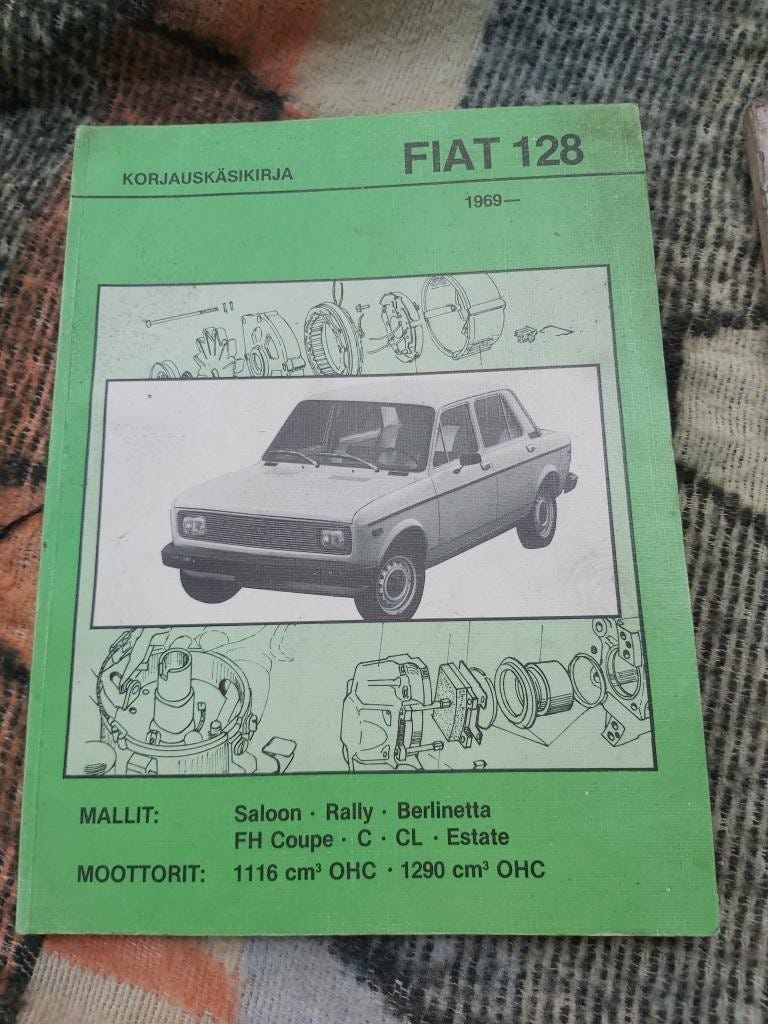 KORJAUSKÄSIKIRJA FIAT 128
1969—
MALLIT: Saloon · Rally · Berlinetta
FH Coupe · C · CL · Estate
MOOTTORIT: 1116 cm³ OHC · 1290 cm³ OHC